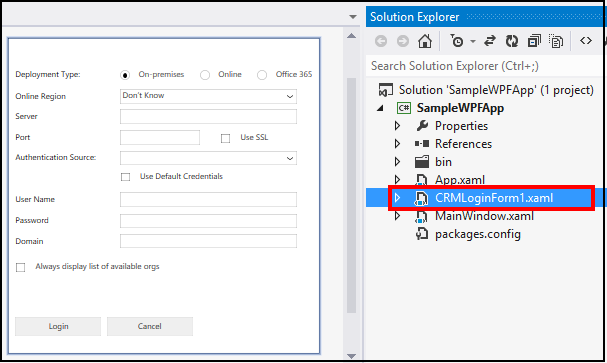 Deployment Type: On-premises Online Office 365
Online Region Don't Know
Server
Port Use SSL
Authentication Source:
Use Default Credentials
User Name
Password
Domain
Always display list of available orgs
Login Cancel
Solution Explorer
Search Solution Explorer (Ctrl+;)
Solution 'SampleWPFApp' (1 project)
C# SampleWPFApp
Properties
References
bin
App.xaml
CRMLoginForm1.xaml
MainWindow.xaml
packages.config